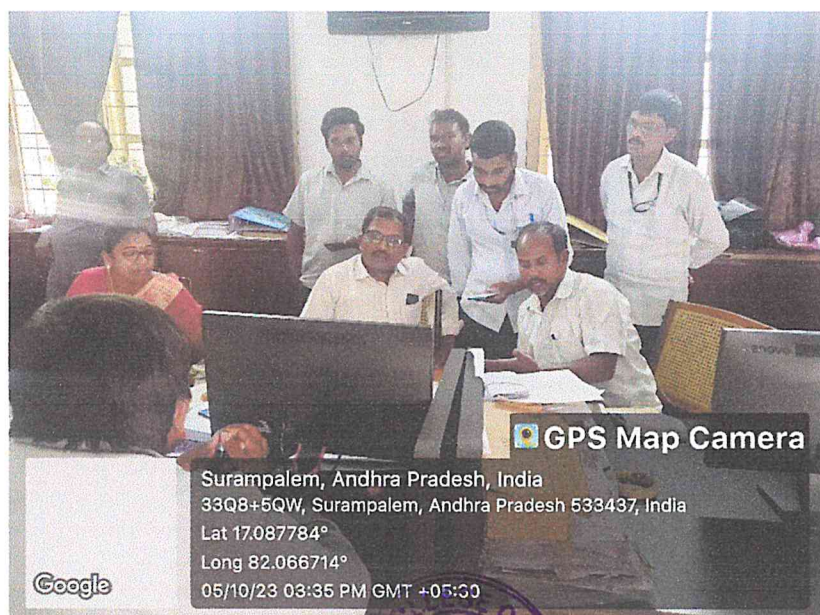 lenovo
GPS Map Camera
Surampalem, Andhra Pradesh, India
33Q8+5QW, Surampalem, Andhra Pradesh 533437, India
Lat 17.087784°
Long 82.066714°
05/10/23 03:35 PM GMT +05:30
Google